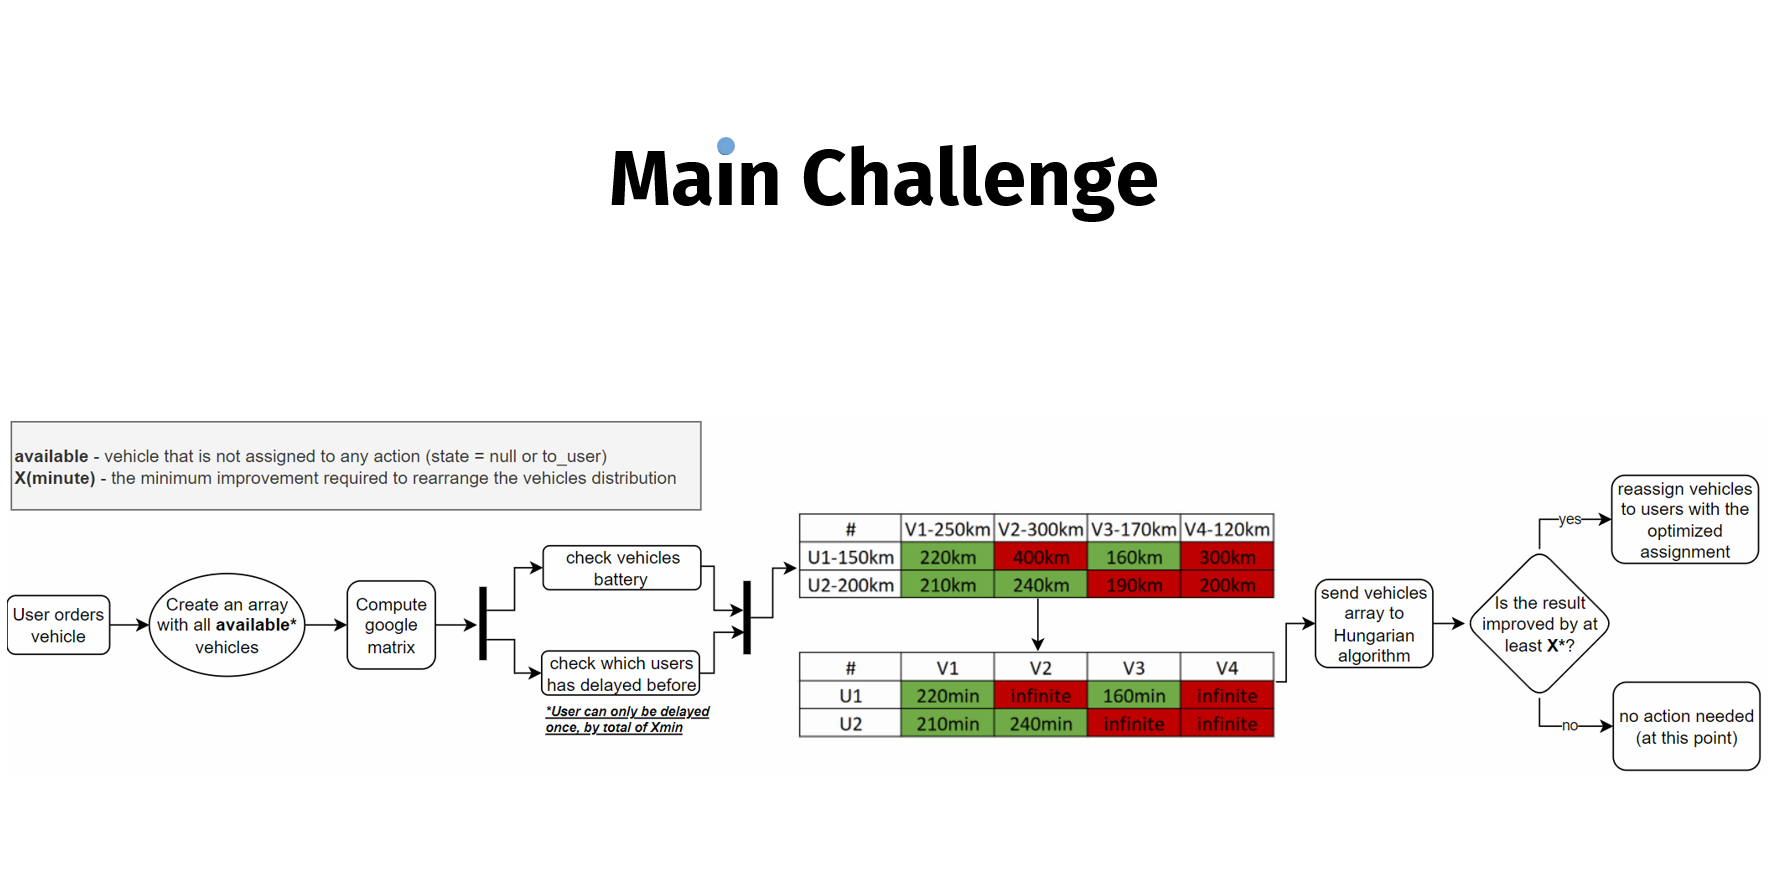 Main Challenge
available - vehicle that is not assigned to any action (state = null or to_user)
X(minute) - the minimum improvement required to rearrange the vehicles distribution
User orders
vehicle
Create an array
with all available*
vehicles
Compute
google
matrix
check vehicles
battery
check which users
has delayed before
*User can only be delayed
once, by total of Xmin
# V1-250km V2-300km V3-170km V4-120km
U1-150km 220km 400km 160km 300km
U2-200km 210km 240km 190km 200km
# V1 V2 V3 V4
U1 220min infinite 160min infinite
U2 210min 240min infinite infinite
send vehicles
array to
Hungarian
algorithm
Is the result
improved by at
least X*?
yes
reassign vehicles
to users with the
optimized
assignment
no
no action needed
(at this point)